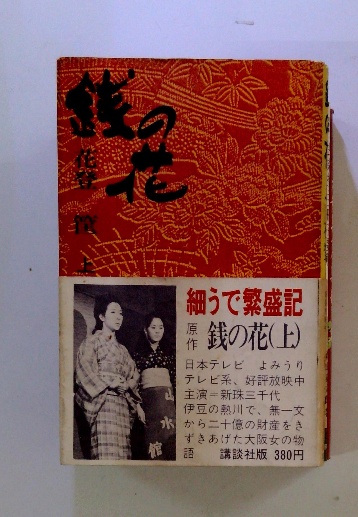 銭の花
花登 筐
上
細うで繁盛記
原作 銭の花(上)
日本テレビ よみうり
テレビ系、好評放映中
主演＝新珠三千代
伊豆の熱川で、無一文
から二十億の財産をき
ずきあげた大阪女の物
語 講談社版 380円
山水館